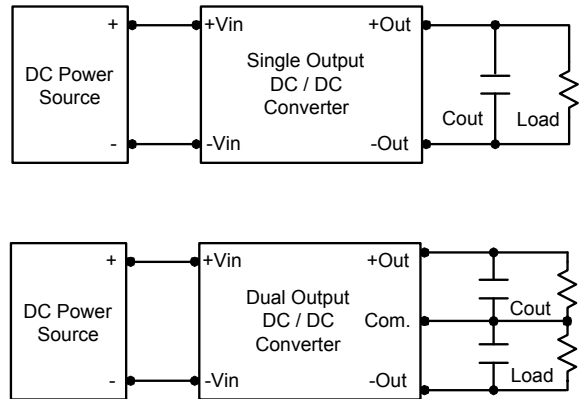 +
+Vin
+Out
DC Power
Source
Single Output
DC / DC
Converter
Cout
Load
-
-Vin
-Out
+
+Vin
+Out
DC Power
Source
Dual Output
DC / DC
Converter
Com.
Cout
-
-Vin
-Out
Load